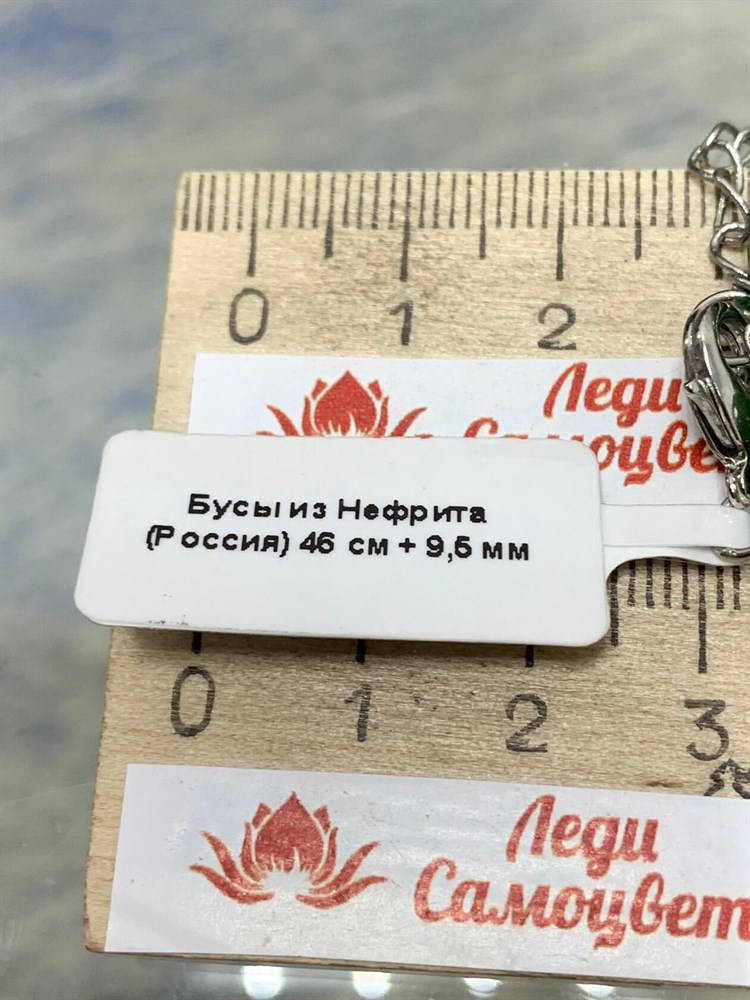 0 1 2
Леди
Самоцвет
Бусы из Нефрита
(Россия) 46 см + 9,5 мм
0 1 2 3
Леди
Самоцвет